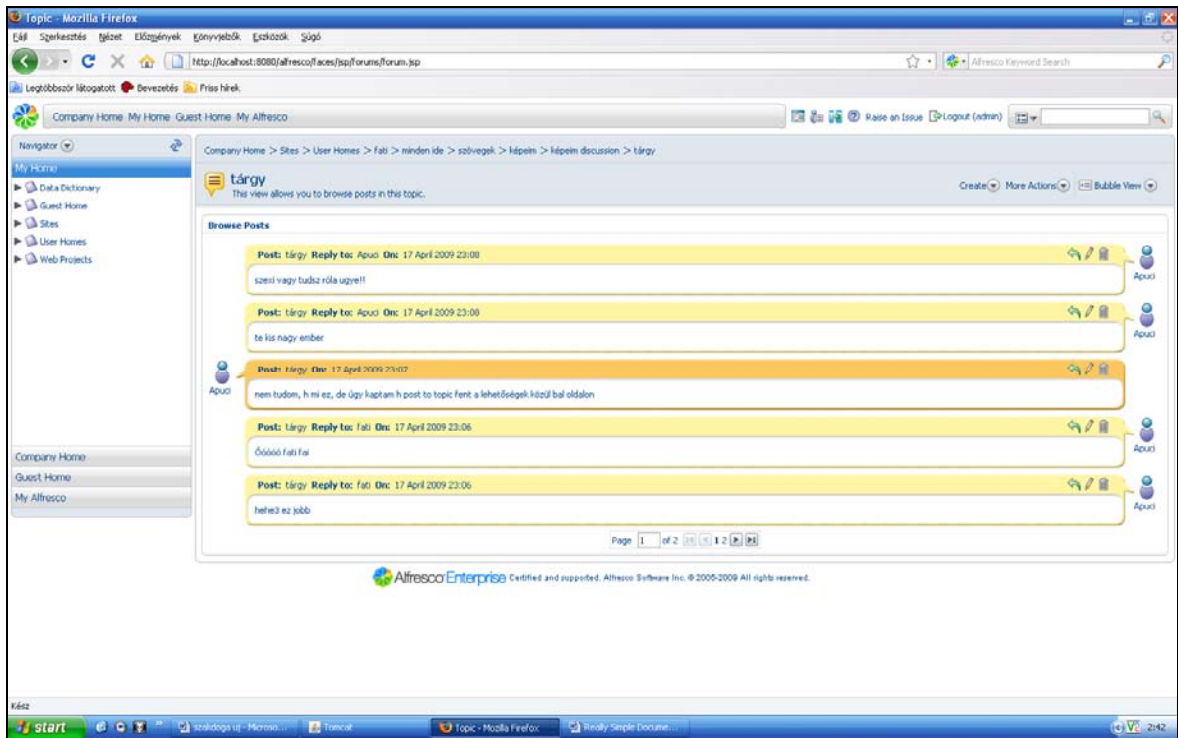 Topic - Mozilla Firefox
Fájl Szerkesztés Nézet Előzmények Könyvjelzők Eszközök Súgó
http://localhost:8080/alfresco/faces/jsp/forums/forum.jsp
Alfresco Keyword Search
Legtöbbször látogatott Bevezetés Friss hírek
Company Home My Home Guest Home My Alfresco
Raise an Issue Logout (admin)
Navigator
Company Home > Sites > User Homes > fati > minden ide > szövegek > képeim > képeim discussion > tárgy
My Home
Data Dictionary
Guest Home
Sites
User Homes
Web Projects
Company Home
Guest Home
My Alfresco
tárgy
This view allows you to browse posts in this topic.
Create More Actions Bubble View
Browse Posts
Post: tárgy Reply to: Apuci On: 17 April 2009 23:08
szexi vagy tudsz róla ugye!!
Apuci
Post: tárgy Reply to: Apuci On: 17 April 2009 23:08
te kis nagy ember
Apuci
Post: tárgy On: 17 April 2009 23:07
nem tudom, h mi ez, de úgy kaptam h post to topic fent a lehetőségek közül bal oldalon
Apuci
Post: tárgy Reply to: fati On: 17 April 2009 23:06
Óóóóó fati fai
Apuci
Post: tárgy Reply to: fati On: 17 April 2009 23:06
hehe3 ez jobb
Apuci
Page 1 of 2 1 2
Alfresco Enterprise Certified and supported. Alfresco Software Inc. © 2005-2009 All rights reserved.
Kész
start szakdoga uj - Microso... Tomcat Topic - Mozilla Firefox Really Simple Docume... 2:42